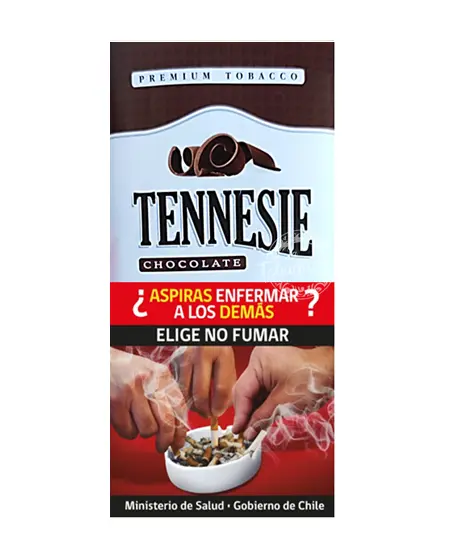 PREMIUM TOBACCO
TENNESIE
CHOCOLATE
¿ASPIRAS ENFERMAR
A LOS DEMÁS?
ELIGE NO FUMAR
Ministerio de Salud · Gobierno de Chile